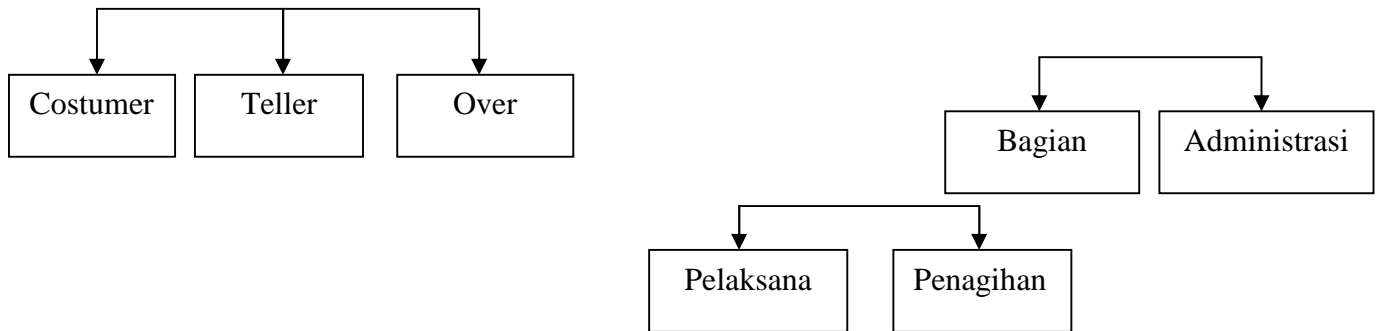 Costumer
Teller
Over
Bagian
Administrasi
Pelaksana
Penagihan